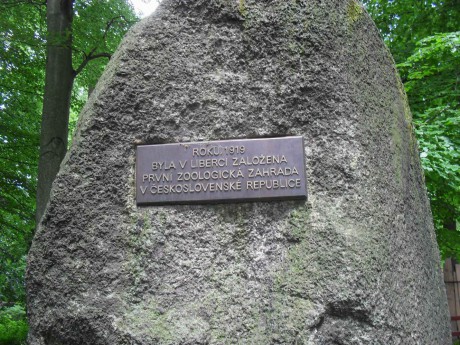 ROKU 1919
BYLA V LIBERCI ZALOŽENA
PRVNÍ ZOOLOGICKÁ ZAHRADA
V ČESKOSLOVENSKÉ REPUBLICE